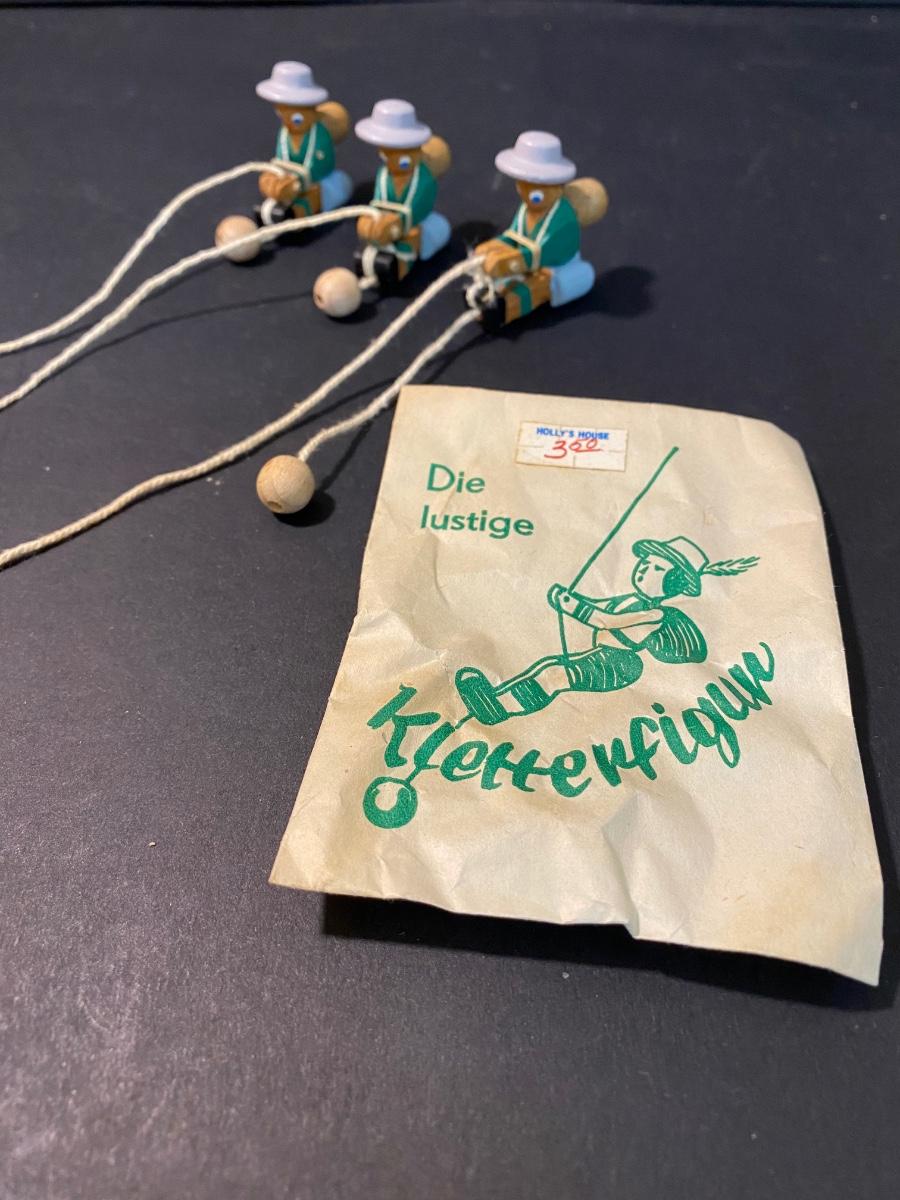 HOLLY'S HOUSE
3⁵⁰
Die
lustige
Kletterfigur